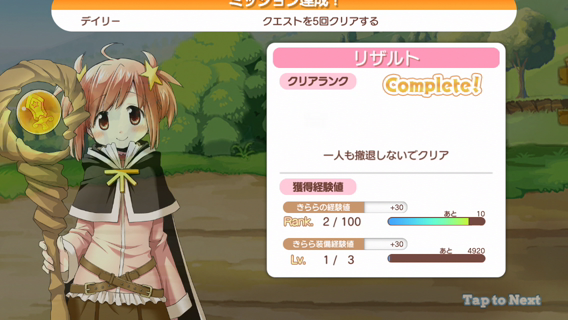 ミッション達成！
デイリー
クエストを5回クリアする
リザルト
クリアランク
Complete!
一人も撤退しないでクリア
獲得経験値
きららの経験値 +30
Rank. 2 / 100 あと 10
きらら装備経験値 +30
Lv. 1 / 3 あと 4920
Tap to Next